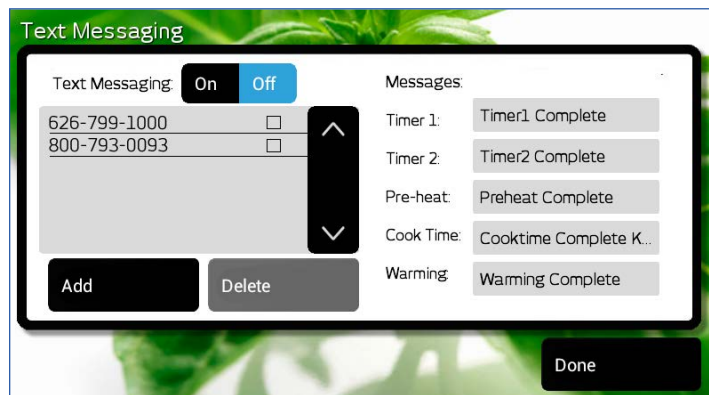 Text Messaging
Text Messaging: On Off
626-799-1000
800-793-0093
Add Delete
Messages:
Timer 1: Timer1 Complete
Timer 2: Timer2 Complete
Pre-heat: Preheat Complete
Cook Time: Cooktime Complete K...
Warming: Warming Complete
Done